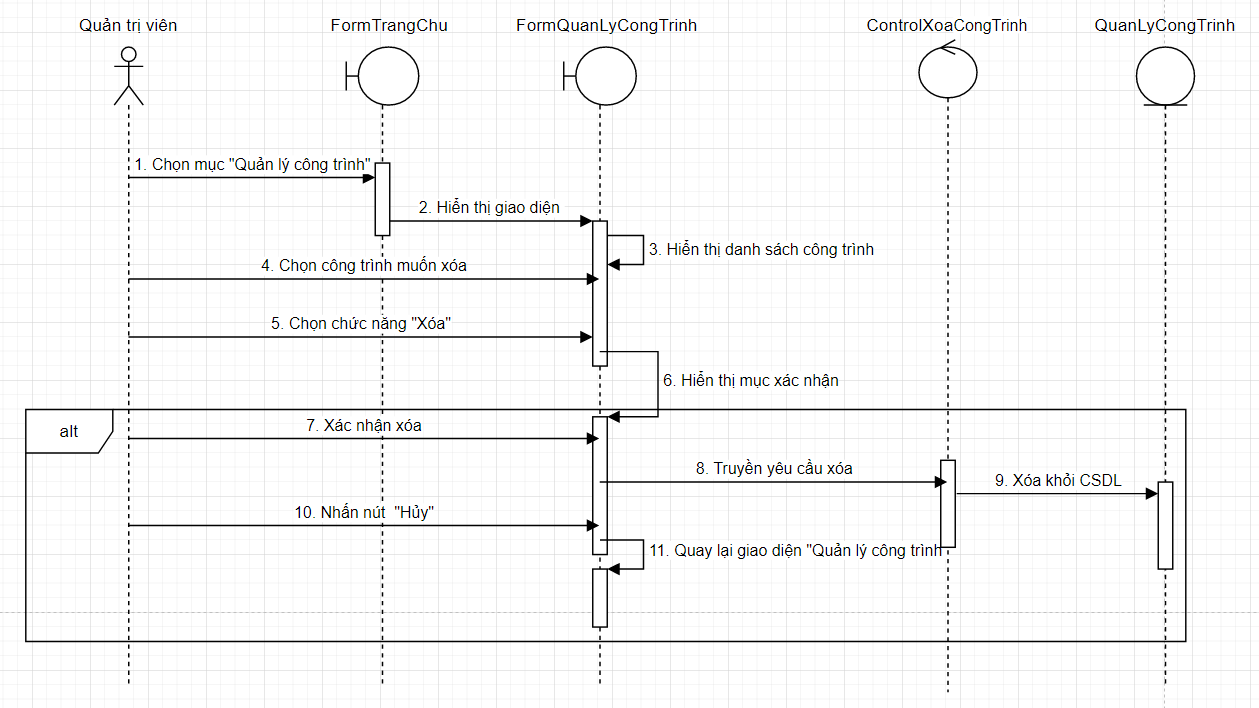 Quản trị viên
FormTrangChu
FormQuanLyCongTrinh
ControlXoaCongTrinh
QuanLyCongTrinh
1. Chọn mục "Quản lý công trình"
2. Hiển thị giao diện
3. Hiển thị danh sách công trình
4. Chọn công trình muốn xóa
5. Chọn chức năng "Xóa"
6. Hiển thị mục xác nhận
alt
7. Xác nhận xóa
8. Truyền yêu cầu xóa
9. Xóa khỏi CSDL
10. Nhấn nút "Hủy"
11. Quay lại giao diện "Quản lý công trình